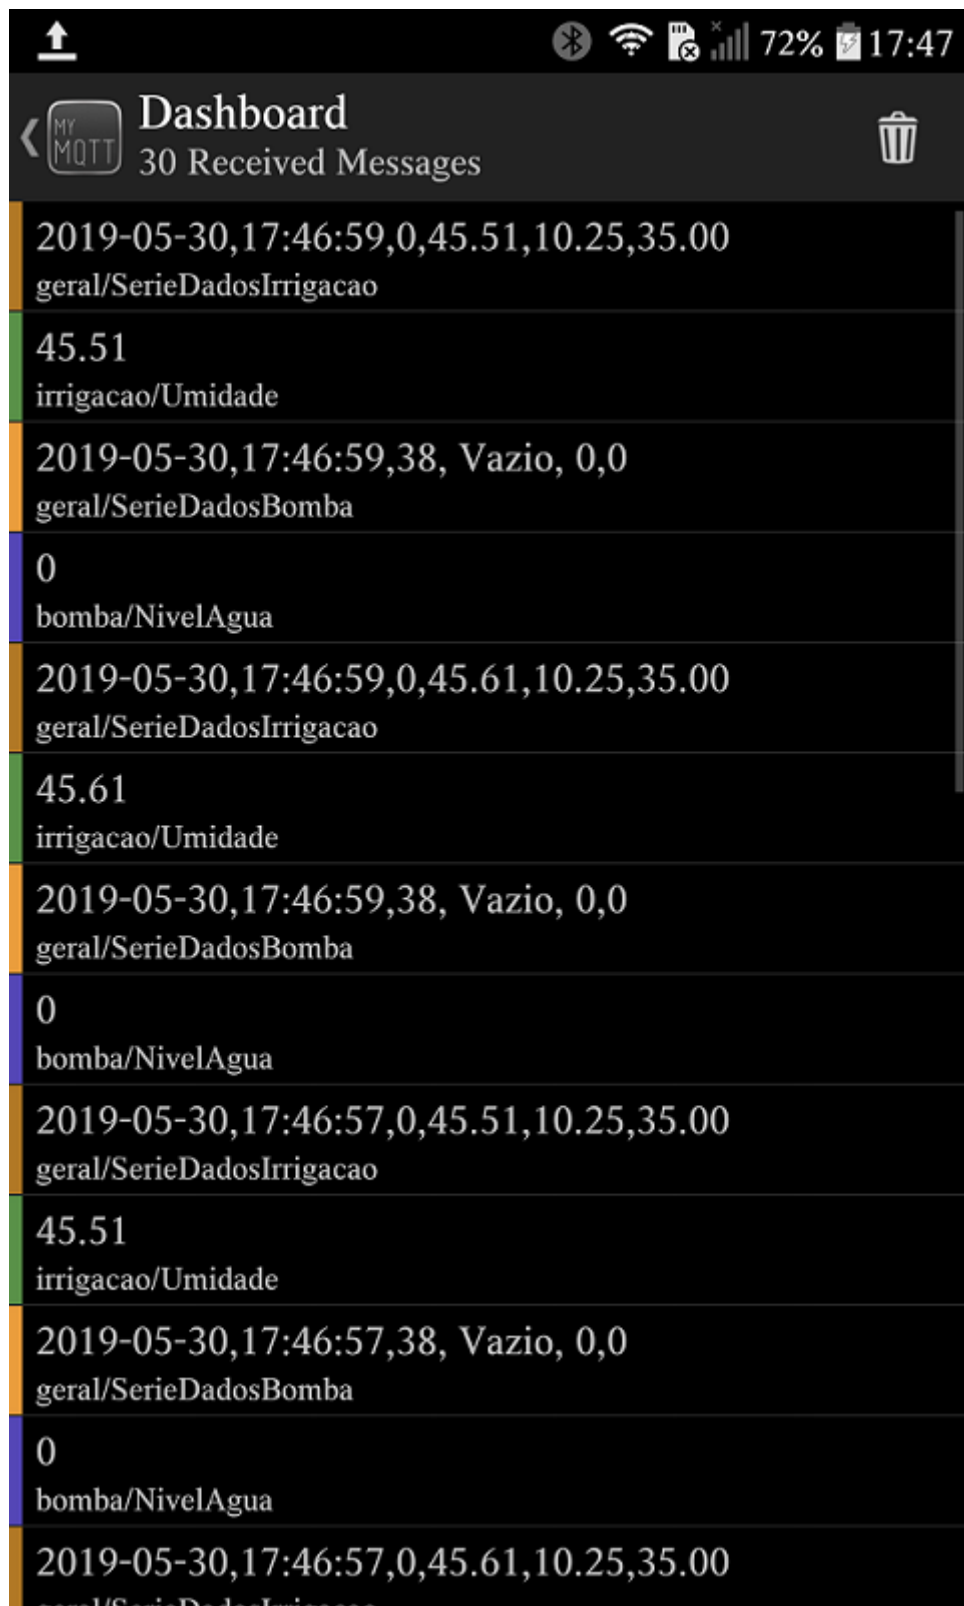 72% 17:47
MY
MQTT
Dashboard
30 Received Messages
2019-05-30,17:46:59,0,45.51,10.25,35.00
geral/SerieDadosIrrigacao
45.51
irrigacao/Umidade
2019-05-30,17:46:59,38, Vazio, 0,0
geral/SerieDadosBomba
0
bomba/NivelAgua
2019-05-30,17:46:59,0,45.61,10.25,35.00
geral/SerieDadosIrrigacao
45.61
irrigacao/Umidade
2019-05-30,17:46:59,38, Vazio, 0,0
geral/SerieDadosBomba
0
bomba/NivelAgua
2019-05-30,17:46:57,0,45.51,10.25,35.00
geral/SerieDadosIrrigacao
45.51
irrigacao/Umidade
2019-05-30,17:46:57,38, Vazio, 0,0
geral/SerieDadosBomba
0
bomba/NivelAgua
2019-05-30,17:46:57,0,45.61,10.25,35.00